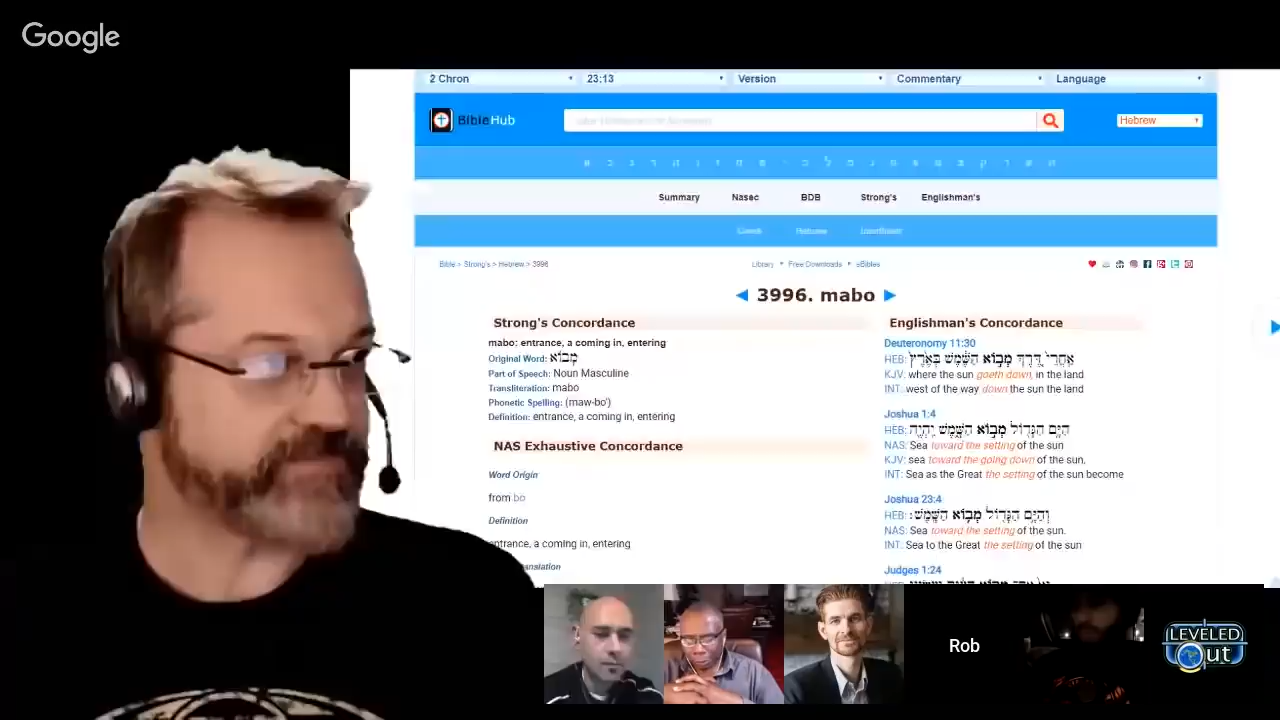 Google
2 Chron 23:13 Version Commentary Language
BibleHub
Hebrew
Summary Nasec BDB Strong's Englishman's
Greek Hebrew
Bible > Strong's > Hebrew > 3996
Library • Free Downloads • eBibles
◄ 3996. mabo ►
Strong's Concordance
mabo: entrance, a coming in, entering
Original Word: מָבוֹא
Part of Speech: Noun Masculine
Transliteration: mabo
Phonetic Spelling: (maw-bo')
Definition: entrance, a coming in, entering
NAS Exhaustive Concordance
Word Origin
from bo
Definition
entrance, a coming in, entering
Englishman's Concordance
Deuteronomy 11:30
HEB:
KJV: where the sun goeth down, in the land
INT: west of the way down the sun the land
Joshua 1:4
HEB:
NAS: Sea toward the setting of the sun
KJV: sea toward the going down of the sun,
INT: Sea as the Great the setting of the sun become
Joshua 23:4
HEB:
NAS: Sea toward the setting of the sun.
INT: Sea to the Great the setting of the sun
Judges 1:24
Rob
LEVELED
Out